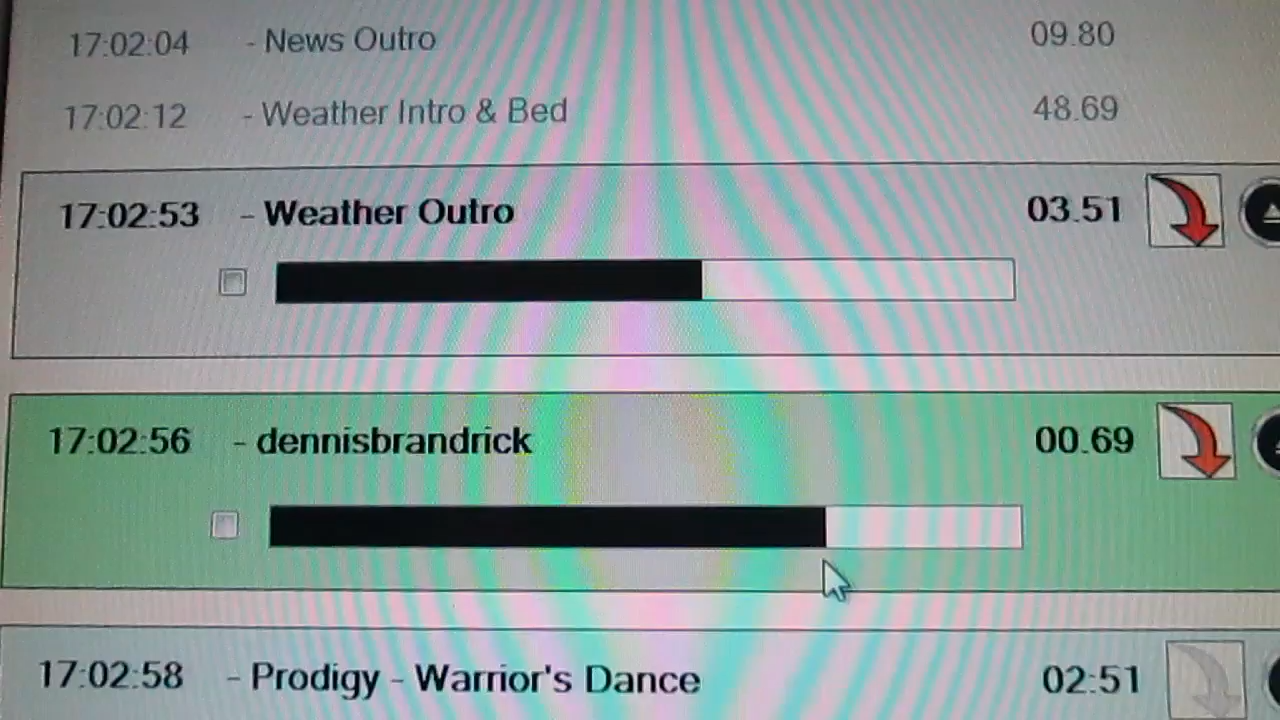 17:02:04 - News Outro 09.80
17:02:12 - Weather Intro & Bed 48.69
17:02:53 - Weather Outro 03.51
17:02:56 - dennisbrandrick 00.69
17:02:58 - Prodigy - Warrior's Dance 02:51